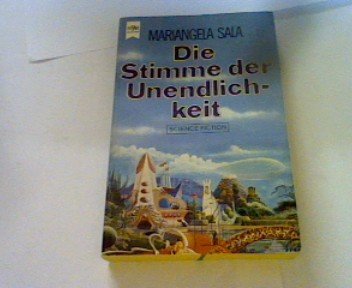 MARIANGELA SALA
Die
Stimme der
Unendlich-
keit
SCIENCE FICTION